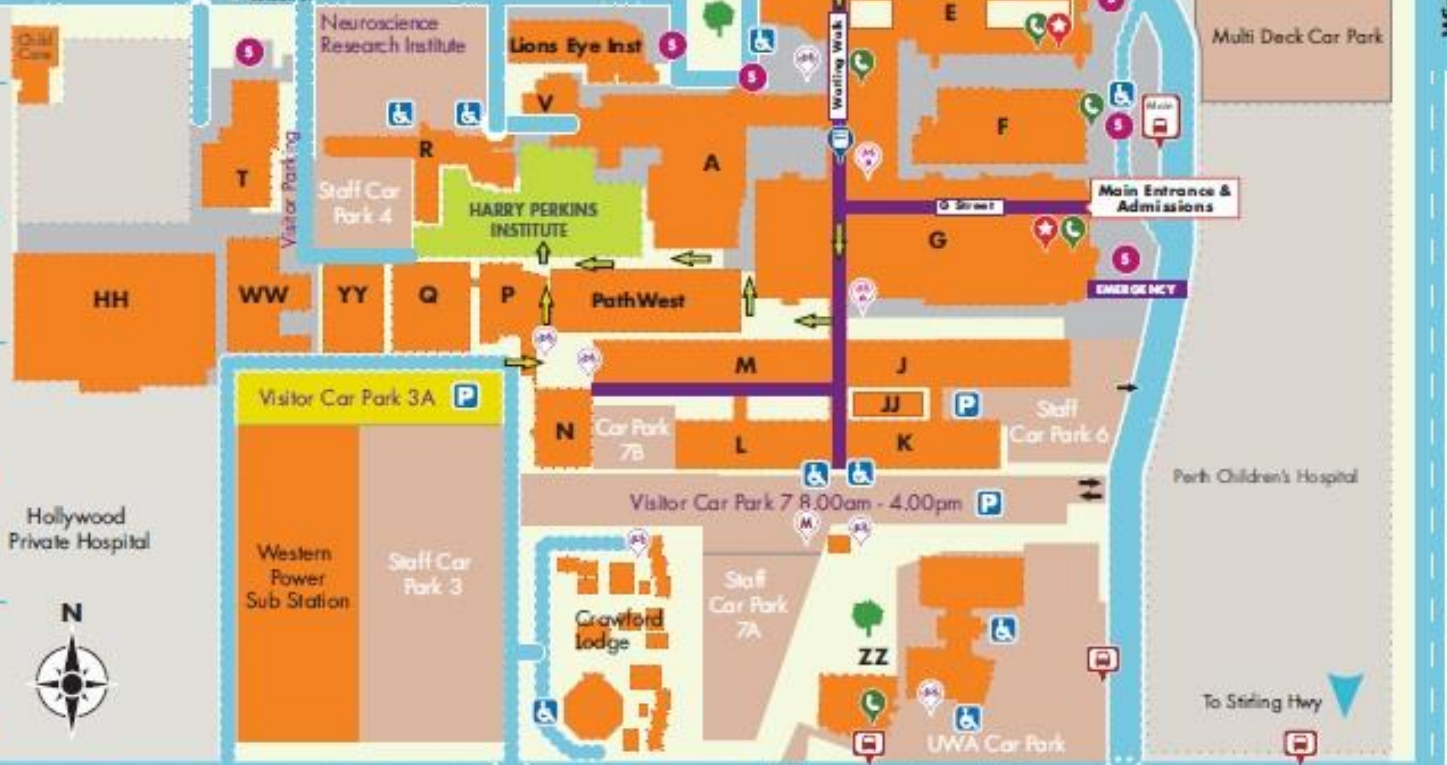 Child
Care
Neuroscience
Research Institute
Lions Eye Inst
S
S
S
S
S
S
E
Multi Deck Car Park
V
Watling Walk
F
Main
T
Visitor Parking
R
A
Staff Car
Park 4
HARRY PERKINS
INSTITUTE
G Street
Main Entrance &
Admissions
G
EMERGENCY
HH
WW
YY
Q
P
PathWest
M
J
Visitor Car Park 3A P
JJ
P
Staff
Car Park 6
N
Car Park
7B
L
K
Perth Children's Hospital
Visitor Car Park 7 8.00am - 4.00pm P
M
Hollywood
Private Hospital
Western
Power
Sub Station
Staff Car
Park 3
Staff
Car Park
7A
Crawford
Lodge
N
ZZ
To Stirling Hwy
UWA Car Park